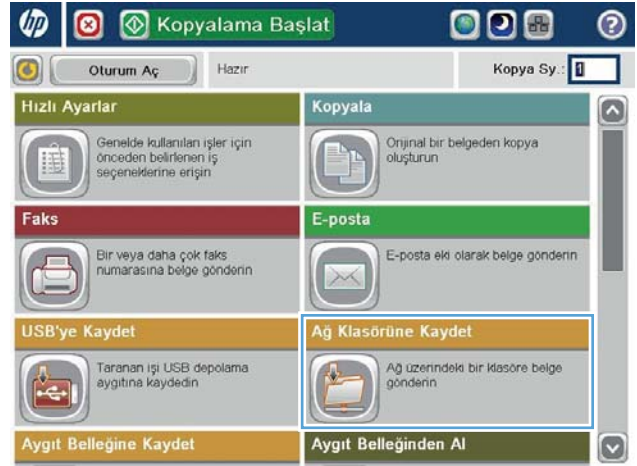 hp
Kopyalama Başlat
?
Oturum Aç
Hazır
Kopya Sy.: 1
Hızlı Ayarlar
Genelde kullanılan işler için
önceden belirlenen iş
seçeneklerine erişin
Kopyala
Orijinal bir belgeden kopya
oluşturun
Faks
Bir veya daha çok faks
numarasına belge gönderin
E-posta
E-posta eki olarak belge gönderin
USB'ye Kaydet
Taranan işi USB depolama
aygıtına kaydedin
Ağ Klasörüne Kaydet
Ağ üzerindeki bir klasöre belge
gönderin
Aygıt Belleğine Kaydet
Aygıt Belleğinden Al